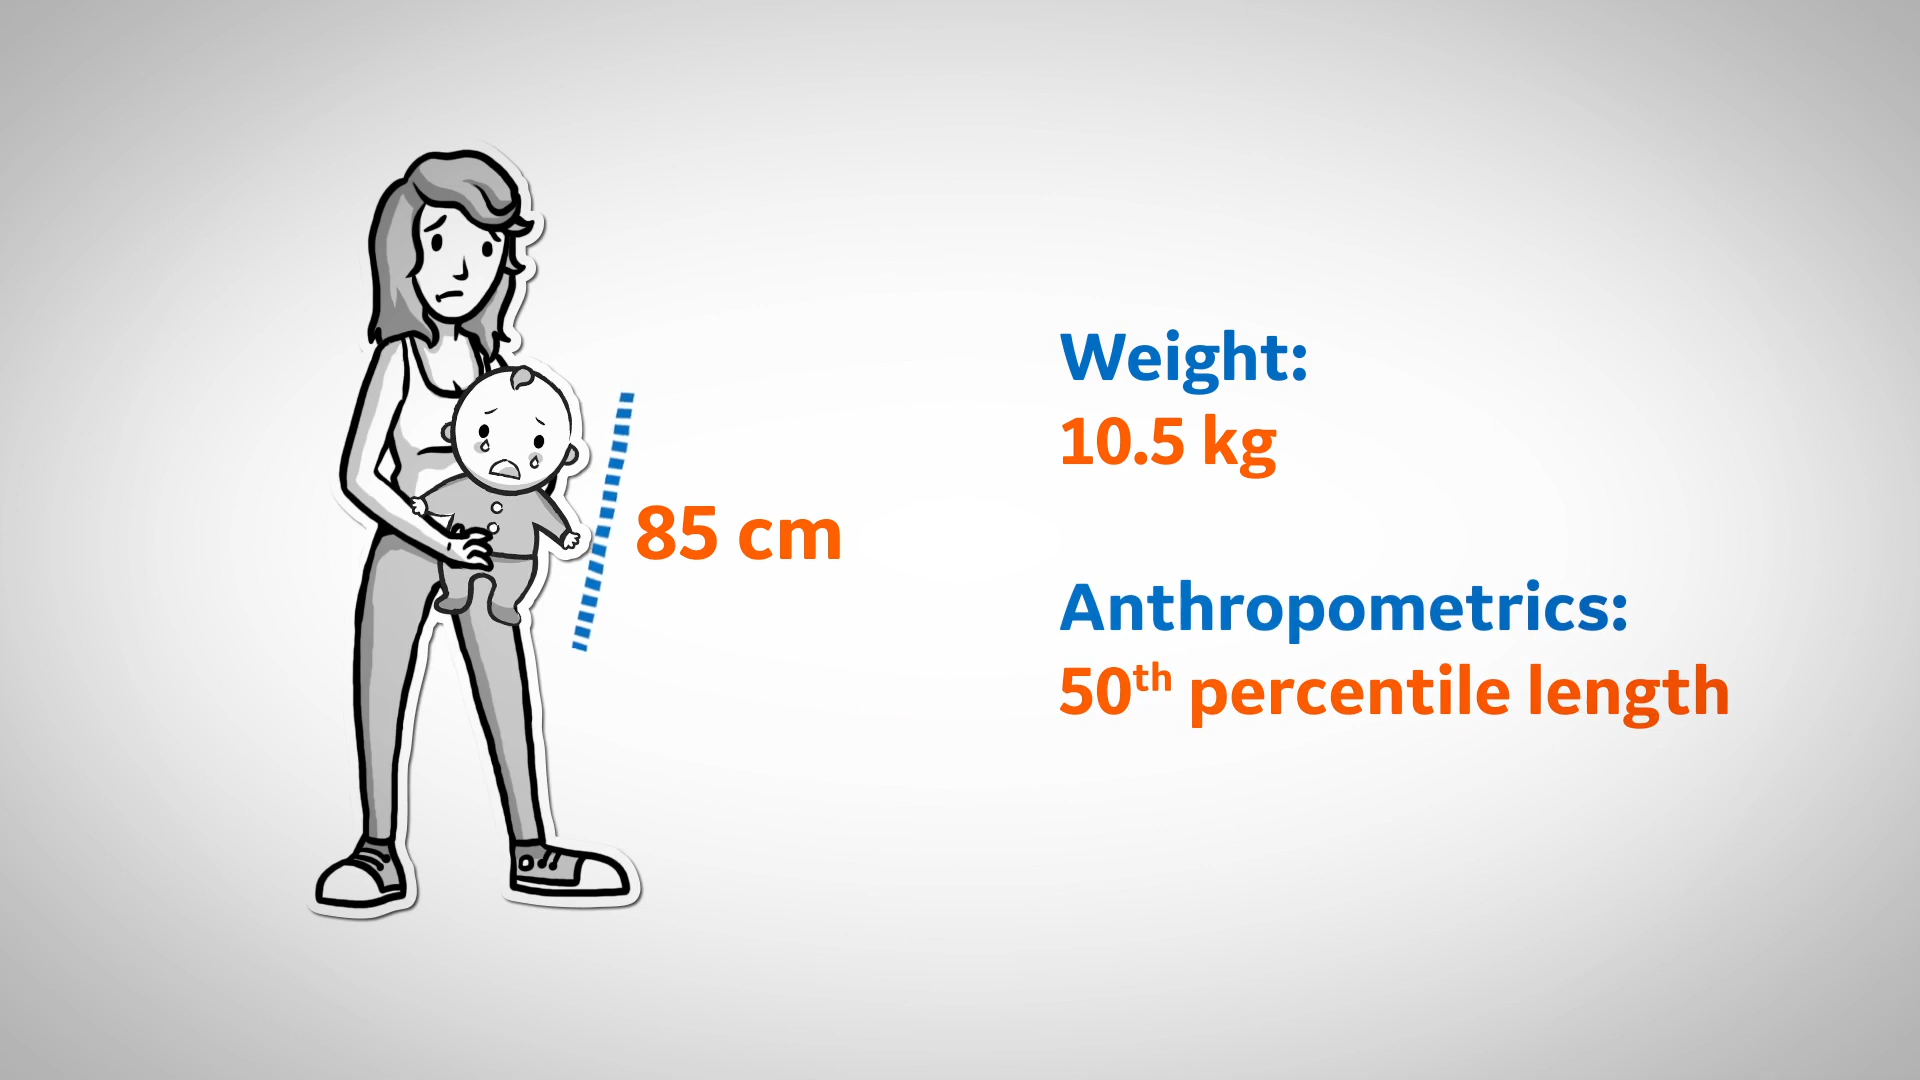 85 cm
Weight:
10.5 kg
Anthropometrics:
50th percentile length